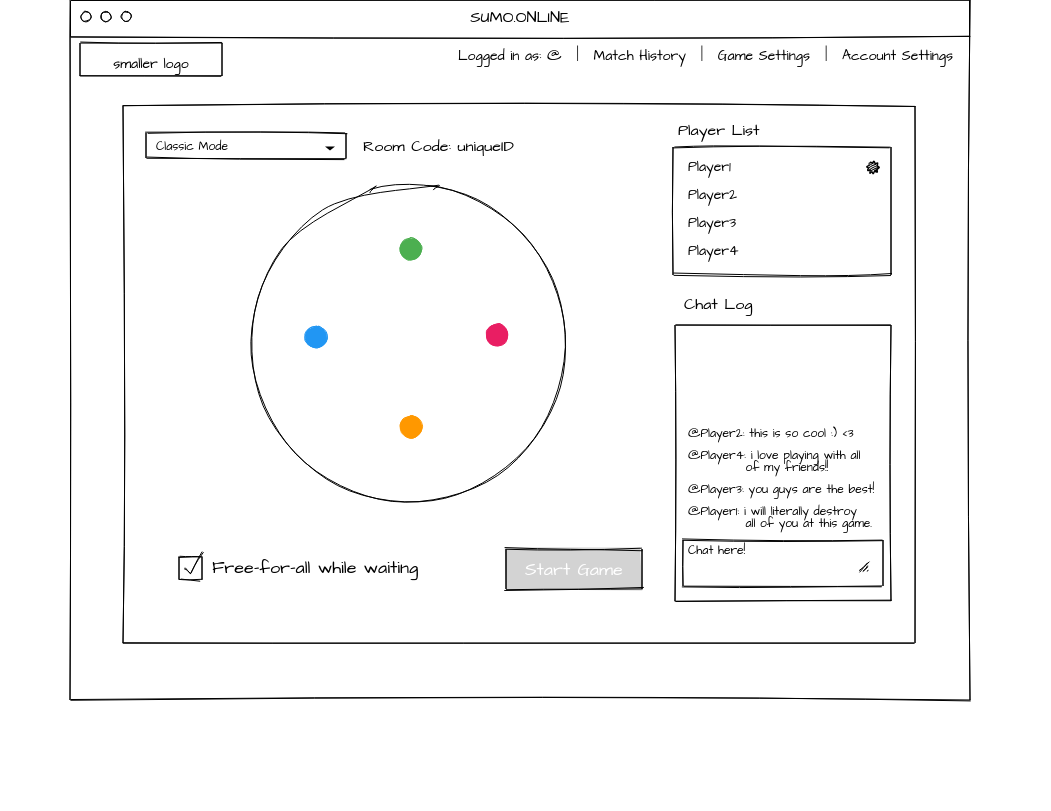 SUMO.ONLINE
smaller logo
Logged in as: @ | Match History | Game Settings | Account Settings
Classic Mode
Room Code: uniqueID
Player List
Player1
Player2
Player3
Player4
Chat Log
@Player2: this is so cool :) <3
@Player4: i love playing with all
of my friends!!
@Player3: you guys are the best!
@Player1: i will literally destroy
all of you at this game.
Chat here!
Free-for-all while waiting
Start Game